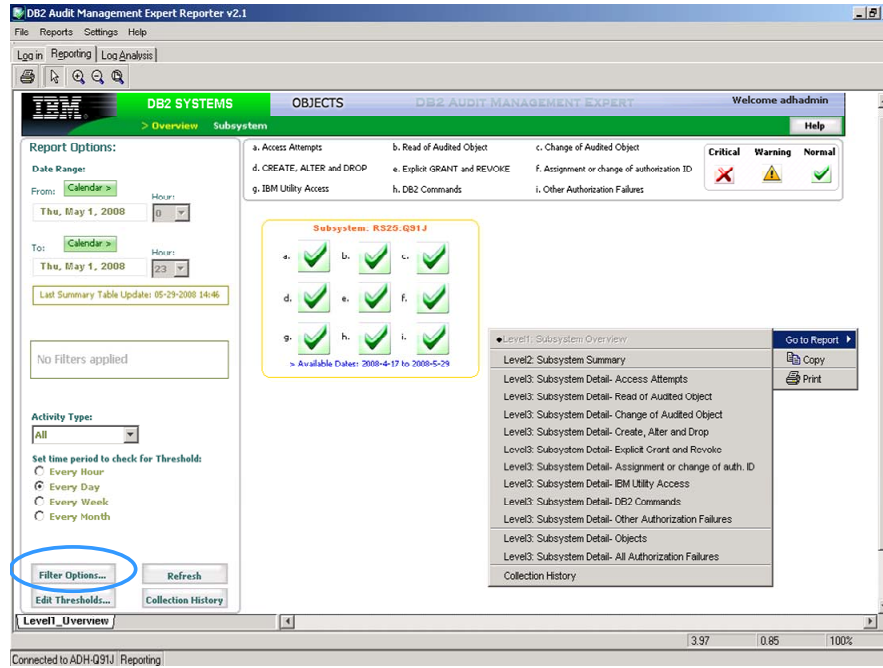 DB2 Audit Management Expert Reporter v2.1
File Reports Settings Help
Log in Reporting Log Analysis
IBM. DB2 SYSTEMS OBJECTS DB2 AUDIT MANAGEMENT EXPERT Welcome adhadmin
> Overview Subsystem Help
Report Options:
Date Range:
From: Calendar >
Hour:
Thu, May 1, 2008 0
To: Calendar >
Hour:
Thu, May 1, 2008 23
Last Summary Table Update: 05-29-2008 14:46
No Filters applied
Activity Type:
All
Set time period to check for Threshold:
Every Hour
Every Day
Every Week
Every Month
Filter Options... Refresh
Edit Thresholds... Collection History
a. Access Attempts b. Read of Audited Object c. Change of Audited Object
d. CREATE, ALTER and DROP e. Explicit GRANT and REVOKE f. Assignment or change of authorization ID
g. IBM Utility Access h. DB2 Commands i. Other Authorization Failures
Critical Warning Normal
Subsystem: RS25.Q91J
a. b. c.
d. e. f.
g. h. i.
> Available Dates: 2008-4-17 to 2008-5-29
Level1: Subsystem Overview
Level2: Subsystem Summary
Level3: Subsystem Detail- Access Attempts
Level3: Subsystem Detail- Read of Audited Object
Level3: Subsystem Detail- Change of Audited Object
Level3: Subsystem Detail- Create, Alter and Drop
Level3: Subsystem Detail- Explicit Grant and Revoke
Level3: Subsystem Detail- Assignment or change of auth. ID
Level3: Subsystem Detail- IBM Utility Access
Level3: Subsystem Detail- DB2 Commands
Level3: Subsystem Detail- Other Authorization Failures
Level3: Subsystem Detail- Objects
Level3: Subsystem Detail- All Authorization Failures
Collection History
Go to Report
Copy
Print
Level1_Overview
3.97 0.85 100%
Connected to ADH-Q91J Reporting